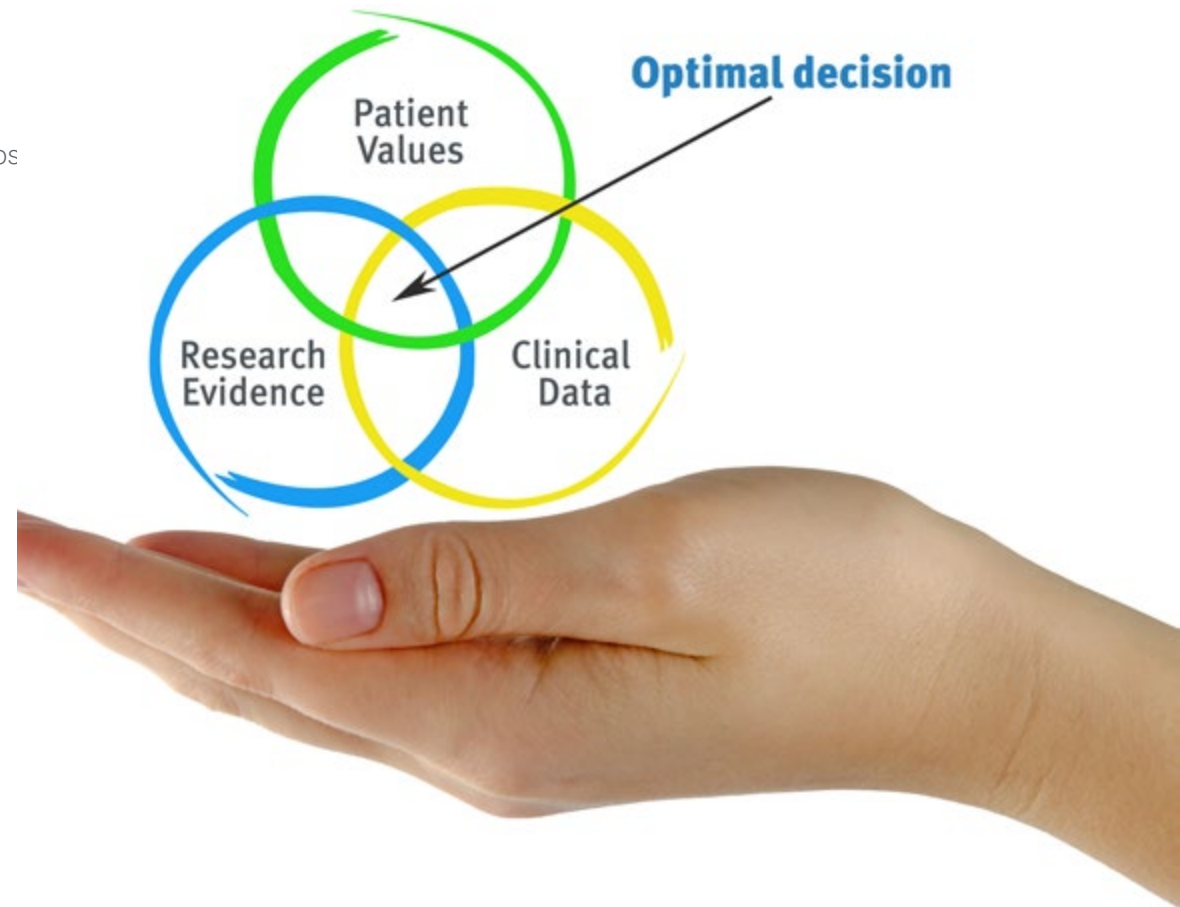 Optimal decision
Patient
Values
Research
Evidence
Clinical
Data